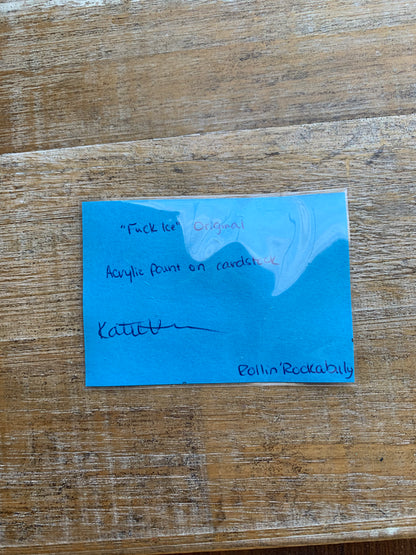 "Fuck Ice" Original
Acrylic Paint on cardstock
Rollin' Rockabilly